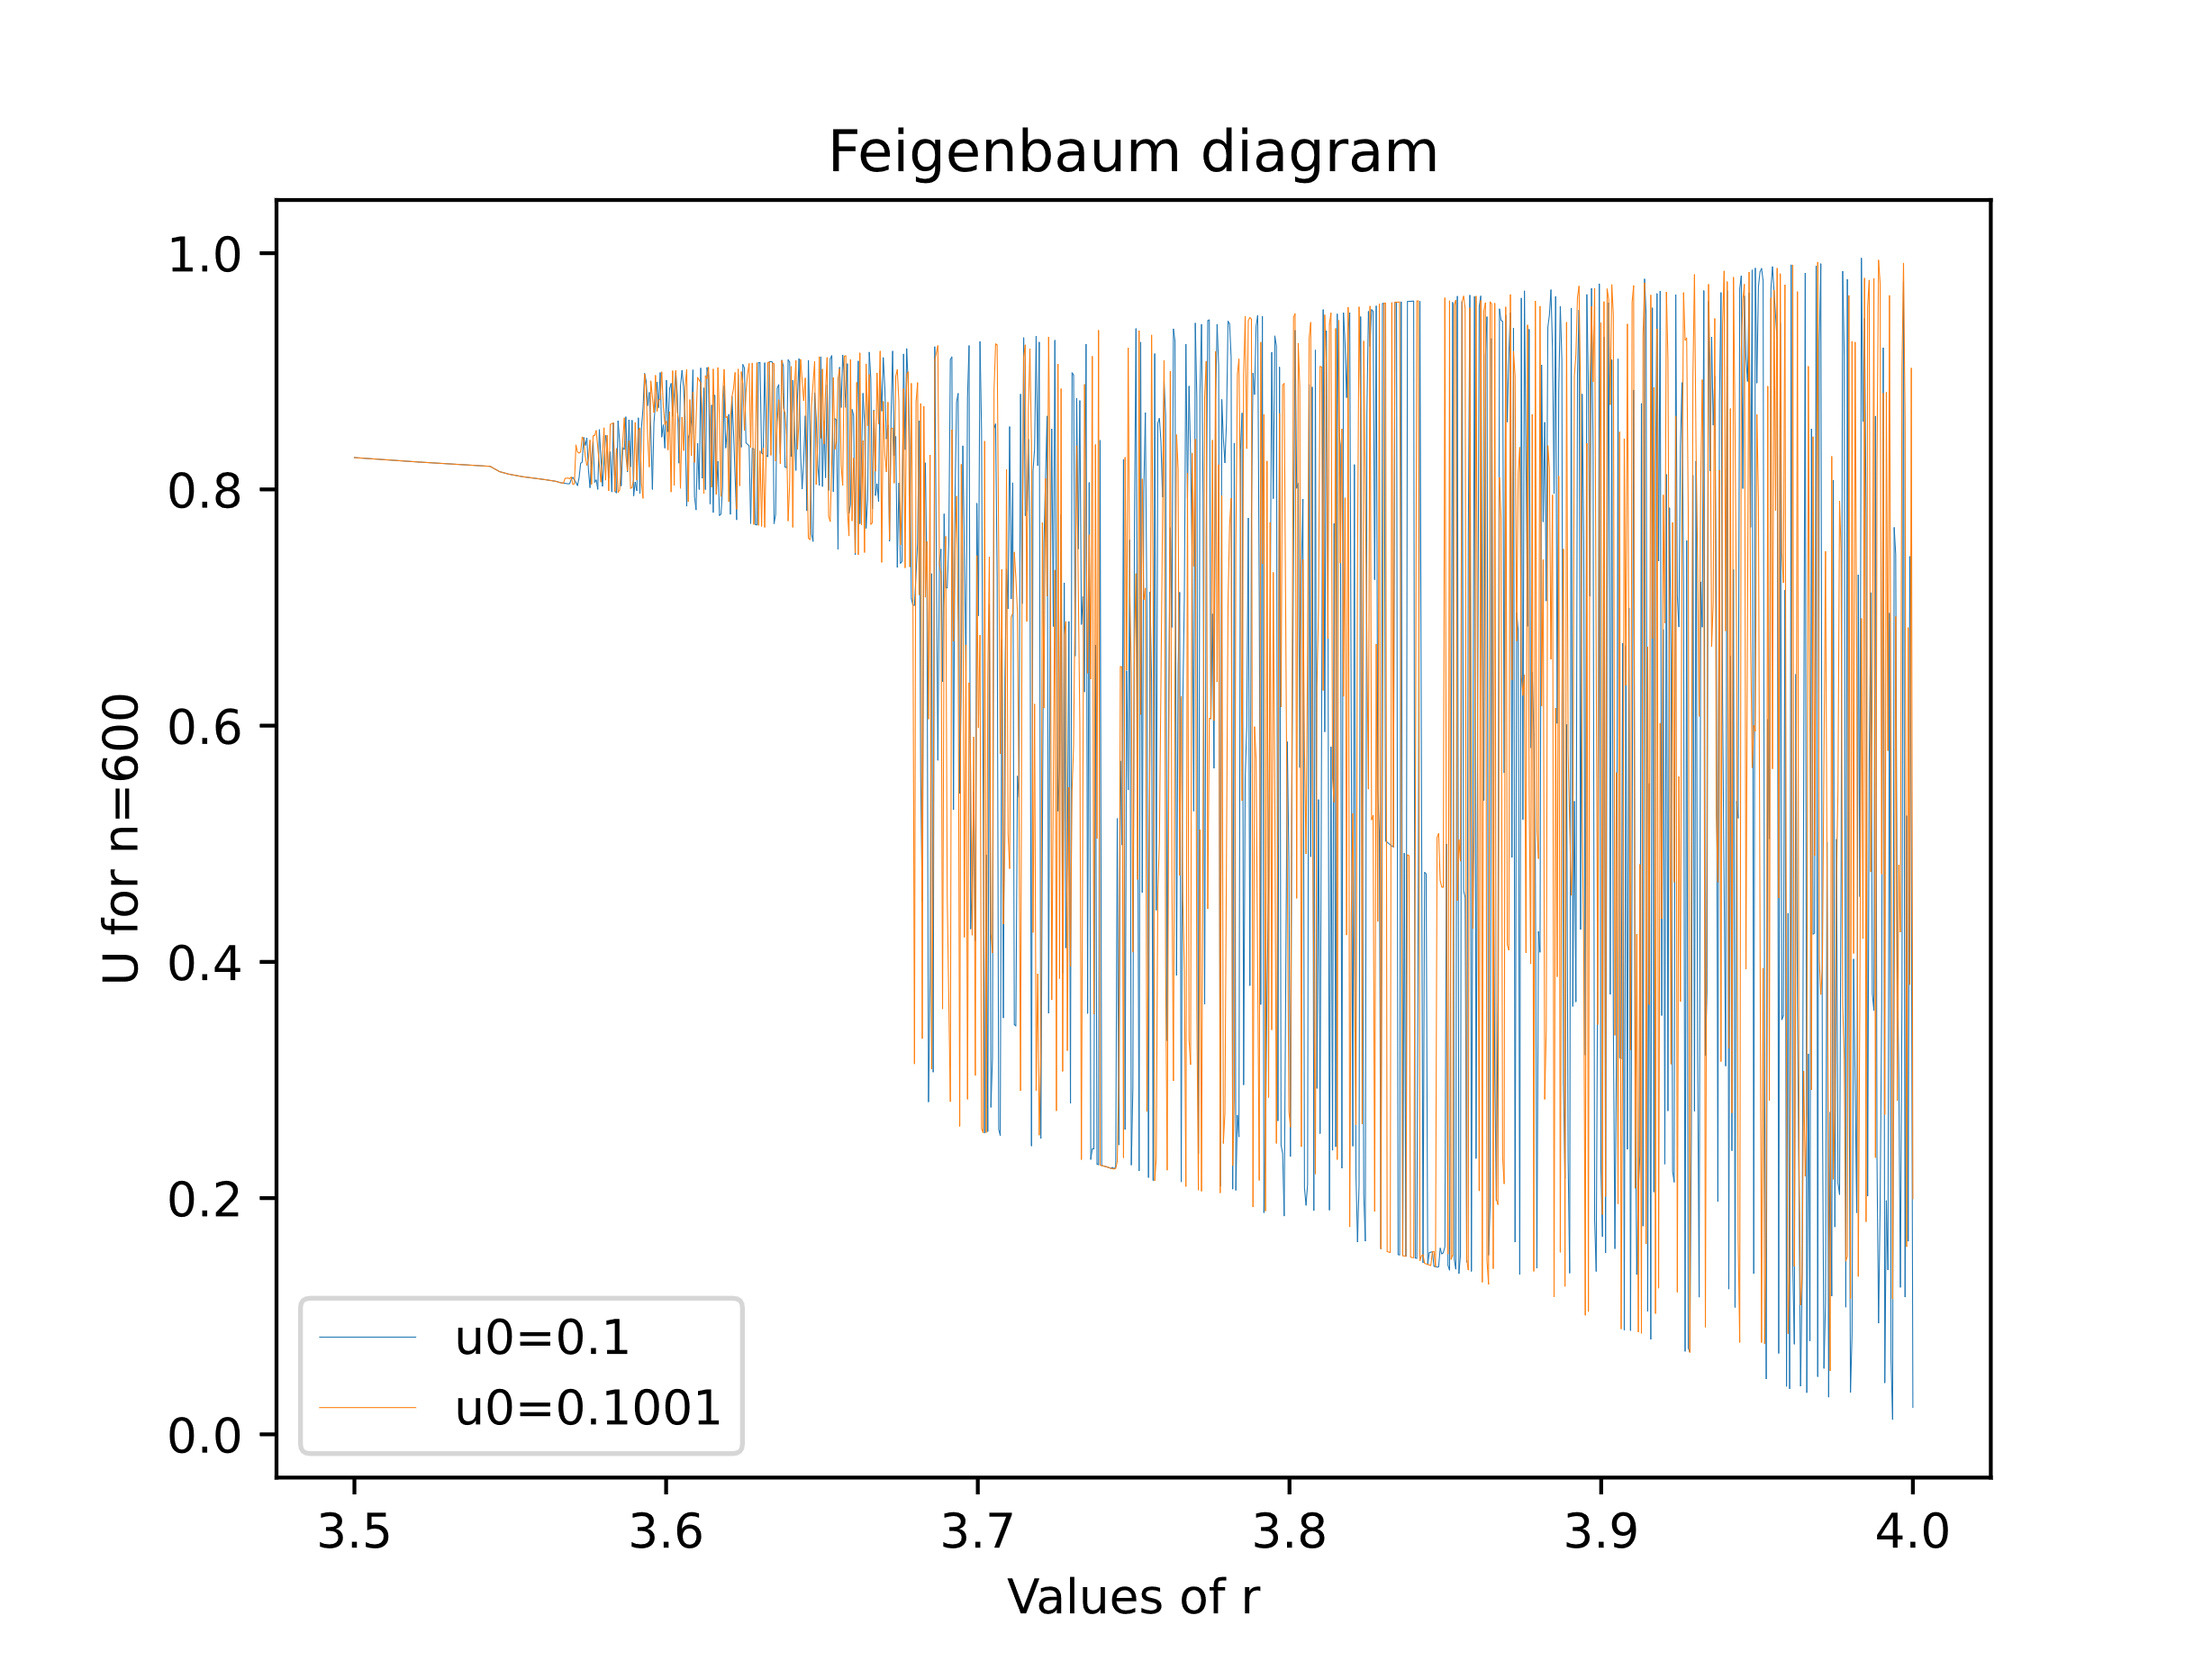 Feigenbaum diagram
1.0
0.8
0.6
0.4
0.2
0.0
U for n=600
u0=0.1
u0=0.1001
3.5 3.6 3.7 3.8 3.9 4.0
Values of r